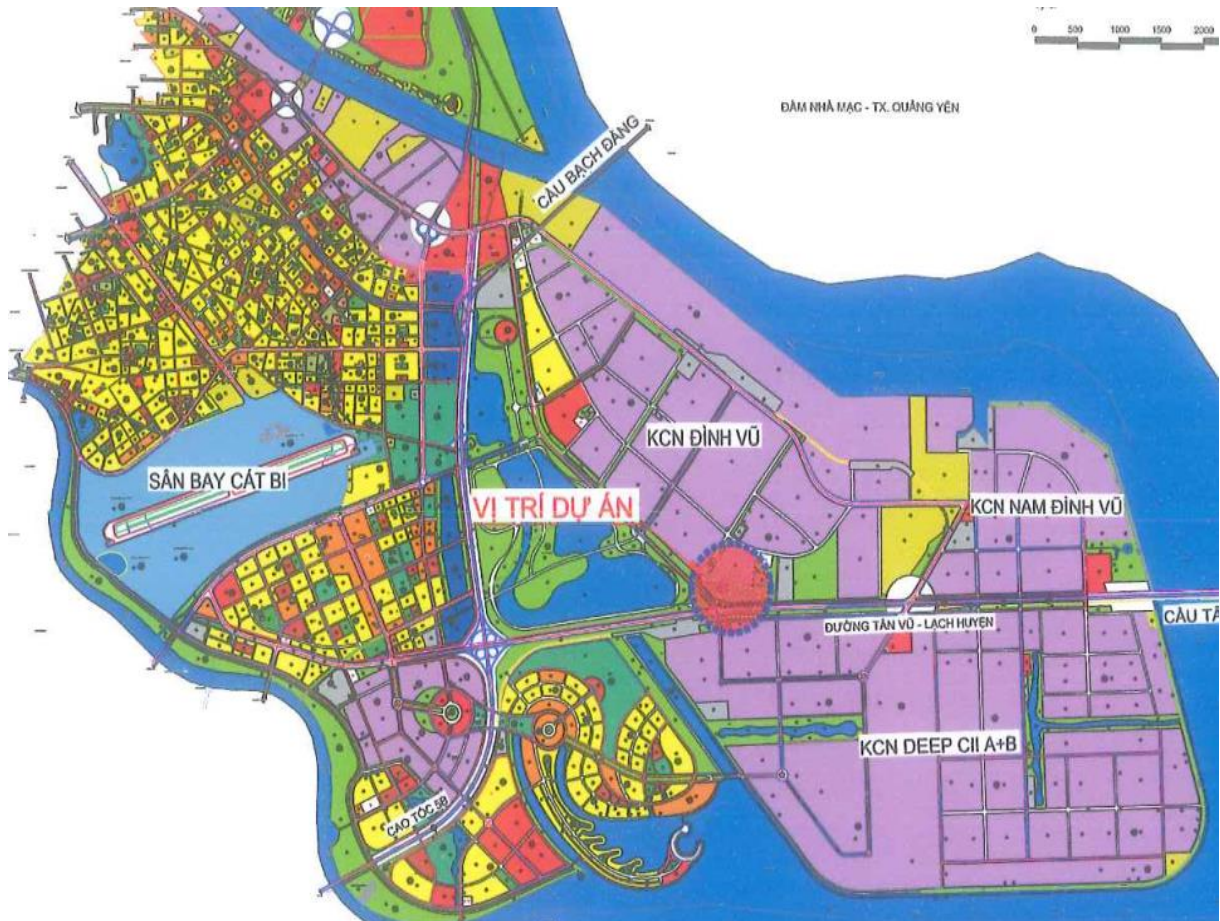 0 500 1000 1500 2000
ĐẦM NHÀ MẠC - TX. QUẢNG YÊN
CẦU BẠCH ĐẰNG
KCN ĐÌNH VŨ
SÂN BAY CÁT BI
VỊ TRÍ DỰ ÁN
KCN NAM ĐÌNH VŨ
ĐƯỜNG TÂN VŨ - LẠCH HUYỆN
CẦU TÂ
KCN DEEP CII A+B
CAO TỐC 5B